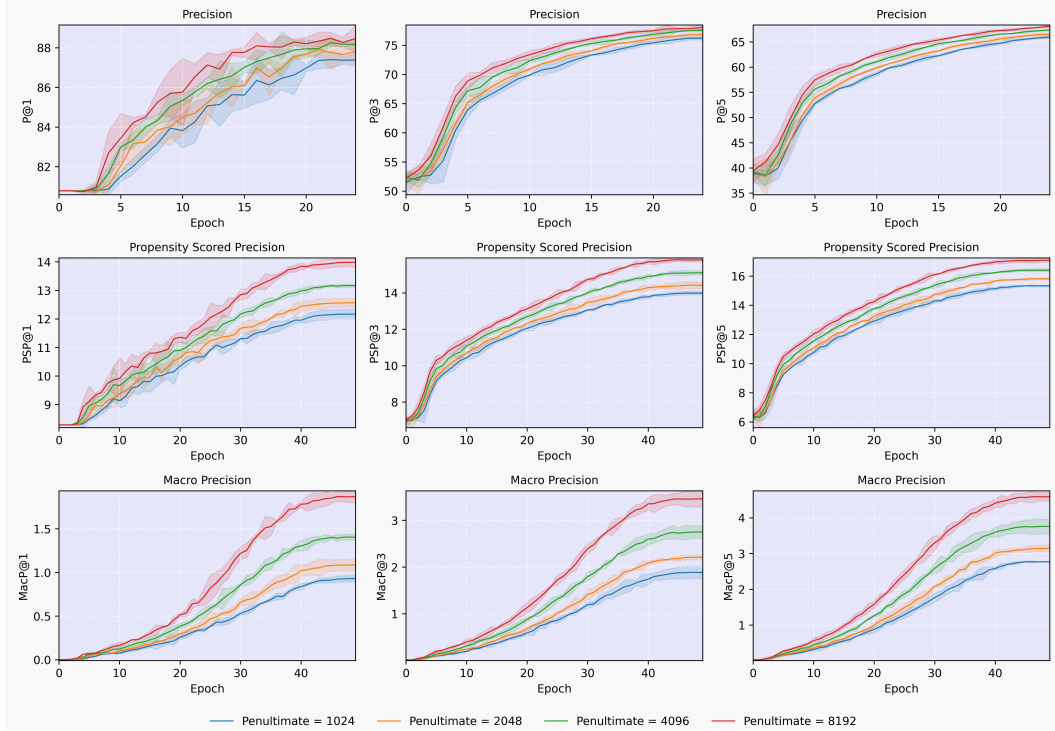 Precision
Precision
Precision
P@1
88
86
84
82
0 5 10 15 20
Epoch
P@3
75
70
65
60
55
50
0 5 10 15 20
Epoch
P@5
65
60
55
50
45
40
35
0 5 10 15 20
Epoch
Propensity Scored Precision
Propensity Scored Precision
Propensity Scored Precision
PSP@1
14
13
12
11
10
9
0 10 20 30 40
Epoch
PSP@3
14
12
10
8
0 10 20 30 40
Epoch
PSP@5
16
14
12
10
8
6
0 10 20 30 40
Epoch
Macro Precision
Macro Precision
Macro Precision
MacP@1
1.5
1.0
0.5
0.0
0 10 20 30 40
Epoch
MacP@3
3
2
1
0 10 20 30 40
Epoch
MacP@5
4
3
2
1
0 10 20 30 40
Epoch
Penultimate = 1024 Penultimate = 2048 Penultimate = 4096 Penultimate = 8192